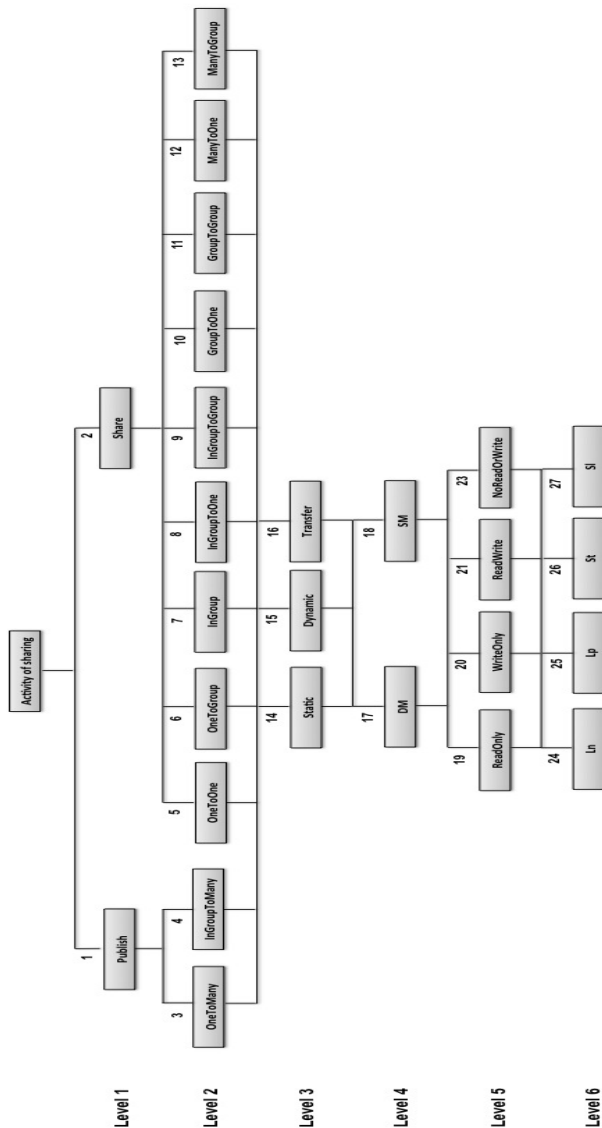 Activity of sharing
Level 1
1
Publish
2
Share
Level 2
3
OneToMany
4
InGroupToMany
5
OneToOne
6
OneToGroup
7
InGroup
8
InGroupToOne
9
InGroupToGroup
10
GroupToOne
11
GroupToGroup
12
ManyToOne
13
ManyToGroup
Level 3
14
Static
15
Dynamic
16
Transfer
Level 4
17
DM
18
SM
Level 5
19
ReadOnly
20
WriteOnly
21
ReadWrite
23
NoReadOrWrite
Level 6
24
Ln
25
Lp
26
St
27
Sl